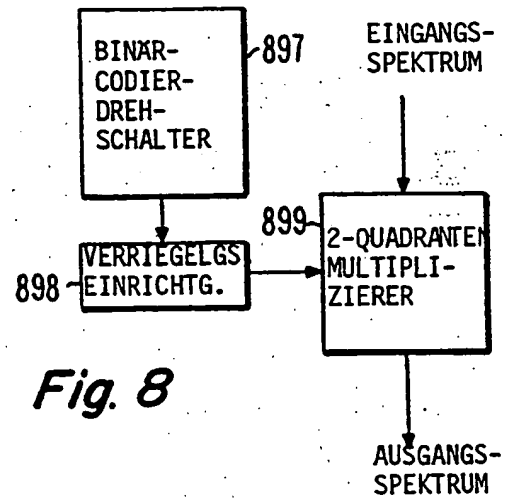 BINÄR-
CODIER-
DREH-
SCHALTER
897
EINGANGS-
SPEKTRUM
898
VERRIEGELGS
EINRICHTG.
899
2-QUADRANTEN
MULTIPLI-
ZIERER
Fig. 8
AUSGANGS-
SPEKTRUM